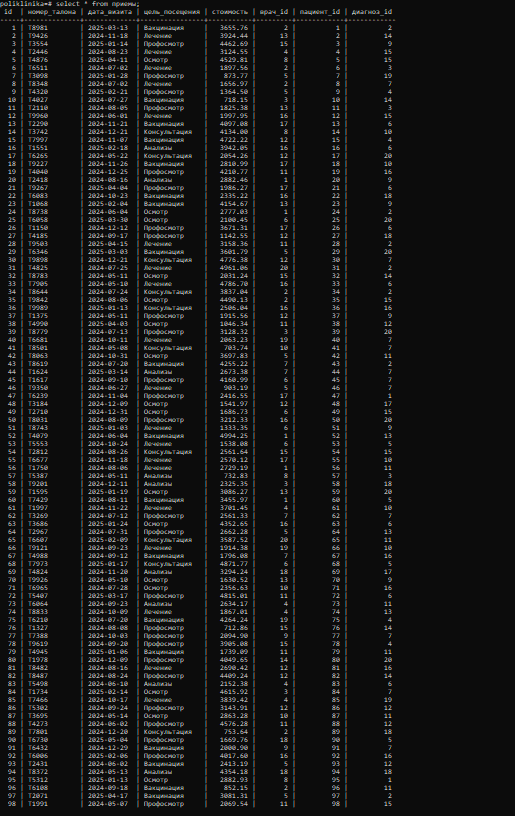 poliklinika=# select * from приемы;
id | номер_талона | дата_визита | цель_посещения | стоимость | врач_id | пациент_id | диагноз_id
1 | T8981 | 2025-03-13 | Вакцинация | 3655.76 | 2 | 1 | 2
2 | T9426 | 2024-11-18 | Лечение | 3924.44 | 13 | 2 | 14
3 | T3554 | 2025-01-14 | Профосмотр | 4462.69 | 15 | 3 | 9
4 | T2446 | 2024-08-23 | Лечение | 2340.53 | 14 | 4 | 15
5 | T4876 | 2025-04-11 | Осмотр | 4529.81 | 8 | 5 | 15
6 | T6511 | 2024-07-02 | Лечение | 1897.56 | 2 | 6 | 3
7 | T3098 | 2025-01-28 | Профосмотр | 873.77 | 5 | 7 | 19
8 | T8348 | 2024-07-02 | Лечение | 1656.97 | 2 | 8 | 7
9 | T4320 | 2025-02-21 | Профосмотр | 1364.50 | 5 | 9 | 4
10 | T4027 | 2024-07-27 | Вакцинация | 718.15 | 3 | 10 | 14
11 | T2110 | 2024-08-05 | Профосмотр | 1825.38 | 13 | 11 | 3
12 | T9960 | 2024-06-01 | Лечение | 1997.95 | 16 | 12 | 15
13 | T2290 | 2024-11-21 | Вакцинация | 4097.08 | 17 | 13 | 6
14 | T3742 | 2024-12-21 | Консультация | 4134.00 | 8 | 14 | 10
15 | T7997 | 2024-11-07 | Вакцинация | 4722.22 | 12 | 15 | 4
16 | T1551 | 2025-02-18 | Анализы | 3942.05 | 16 | 16 | 6
17 | T6265 | 2024-05-22 | Консультация | 2054.26 | 12 | 17 | 20
18 | T9227 | 2024-11-26 | Вакцинация | 2810.99 | 17 | 18 | 10
19 | T4040 | 2024-12-25 | Профосмотр | 4210.77 | 11 | 19 | 16
20 | T2418 | 2024-08-16 | Анализы | 2882.46 | 1 | 20 | 9
21 | T9267 | 2025-04-04 | Профосмотр | 1986.27 | 17 | 21 | 6
22 | T6083 | 2024-10-23 | Вакцинация | 2335.22 | 16 | 22 | 18
23 | T1068 | 2025-02-04 | Вакцинация | 4154.67 | 13 | 23 | 9
24 | T8738 | 2024-06-04 | Осмотр | 2777.03 | 1 | 24 | 2
25 | T6058 | 2025-03-30 | Осмотр | 2100.45 | 6 | 25 | 20
26 | T1150 | 2024-12-12 | Профосмотр | 3671.31 | 17 | 26 | 6
27 | T4185 | 2024-09-17 | Профосмотр | 1142.55 | 12 | 27 | 18
28 | T9503 | 2024-04-15 | Лечение | 3158.36 | 11 | 28 | 2
29 | T6346 | 2025-03-03 | Вакцинация | 3601.79 | 5 | 29 | 20
30 | T9898 | 2024-12-21 | Консультация | 4776.38 | 12 | 30 | 7
31 | T4825 | 2024-07-25 | Лечение | 4961.06 | 20 | 31 | 2
32 | T8783 | 2024-05-11 | Осмотр | 2031.24 | 15 | 32 | 14
33 | T7905 | 2024-05-10 | Лечение | 4786.70 | 16 | 33 | 6
34 | T8644 | 2024-07-24 | Консультация | 3837.04 | 2 | 34 | 2
35 | T9842 | 2024-08-06 | Осмотр | 4490.13 | 2 | 35 | 15
36 | T9989 | 2025-01-13 | Консультация | 2506.04 | 16 | 36 | 16
37 | T1375 | 2024-05-11 | Профосмотр | 1915.56 | 12 | 37 | 9
38 | T4990 | 2025-04-03 | Осмотр | 1046.34 | 11 | 38 | 12
39 | T8779 | 2024-07-13 | Профосмотр | 3128.32 | 3 | 39 | 20
40 | T6681 | 2024-10-11 | Лечение | 2063.23 | 19 | 40 | 7
41 | T8501 | 2024-05-08 | Консультация | 703.74 | 10 | 41 | 7
42 | T8063 | 2024-10-31 | Осмотр | 3697.83 | 5 | 42 | 11
43 | T8619 | 2024-07-20 | Вакцинация | 4255.22 | 7 | 43 | 2
44 | T1624 | 2025-03-14 | Анализы | 2673.38 | 7 | 44 | 7
45 | T1617 | 2024-09-10 | Профосмотр | 4160.99 | 6 | 45 | 7
46 | T9350 | 2024-06-27 | Лечение | 903.19 | 5 | 46 | 7
47 | T6239 | 2024-11-04 | Профосмотр | 2416.55 | 17 | 47 | 1
48 | T3184 | 2024-12-09 | Осмотр | 1541.97 | 12 | 48 | 17
49 | T2710 | 2024-12-31 | Осмотр | 1686.73 | 6 | 49 | 15
50 | T8031 | 2024-08-09 | Профосмотр | 3212.33 | 16 | 50 | 20
51 | T8743 | 2025-01-03 | Лечение | 1333.35 | 6 | 51 | 9
52 | T4079 | 2024-06-04 | Вакцинация | 4994.25 | 1 | 52 | 13
53 | T5553 | 2024-10-24 | Лечение | 1538.08 | 6 | 53 | 5
54 | T2812 | 2024-08-26 | Консультация | 2561.64 | 15 | 54 | 15
55 | T6677 | 2024-11-18 | Лечение | 2570.12 | 17 | 55 | 10
56 | T1750 | 2024-08-06 | Лечение | 2729.19 | 1 | 56 | 11
57 | T5387 | 2024-05-11 | Анализы | 732.83 | 8 | 57 | 3
58 | T9201 | 2024-12-11 | Анализы | 2325.35 | 3 | 58 | 18
59 | T1595 | 2025-01-19 | Осмотр | 3086.27 | 13 | 59 | 20
60 | T7429 | 2024-08-11 | Вакцинация | 3455.97 | 1 | 60 | 5
61 | T1997 | 2024-11-22 | Лечение | 3701.45 | 4 | 61 | 10
62 | T3269 | 2024-07-12 | Профосмотр | 2561.33 | 7 | 62 | 7
63 | T3686 | 2025-01-24 | Осмотр | 4352.65 | 16 | 63 | 6
64 | T2967 | 2024-07-31 | Профосмотр | 2662.28 | 5 | 64 | 13
65 | T6607 | 2025-02-09 | Консультация | 3587.52 | 20 | 65 | 11
66 | T9121 | 2024-09-23 | Лечение | 1914.38 | 19 | 66 | 10
67 | T4988 | 2024-09-12 | Вакцинация | 1796.08 | 7 | 67 | 16
68 | T7973 | 2025-01-17 | Консультация | 4871.77 | 6 | 68 | 5
69 | T4824 | 2024-11-20 | Анализы | 3294.24 | 18 | 69 | 17
70 | T9926 | 2024-05-10 | Осмотр | 1630.52 | 13 | 70 | 9
71 | T6965 | 2024-07-28 | Осмотр | 2356.63 | 10 | 71 | 16
72 | T5407 | 2025-03-17 | Профосмотр | 4815.01 | 11 | 72 | 6
73 | T6064 | 2024-09-23 | Анализы | 2634.17 | 4 | 73 | 11
74 | T8833 | 2024-10-09 | Лечение | 1867.01 | 4 | 74 | 13
75 | T6210 | 2024-07-20 | Вакцинация | 4264.24 | 19 | 75 | 4
76 | T1327 | 2024-08-08 | Профосмотр | 712.86 | 15 | 76 | 14
77 | T7388 | 2024-10-03 | Профосмотр | 2094.90 | 9 | 77 | 7
78 | T9619 | 2024-09-20 | Профосмотр | 3905.08 | 15 | 78 | 4
79 | T4945 | 2025-01-06 | Вакцинация | 1739.09 | 11 | 79 | 11
80 | T1978 | 2024-12-09 | Профосмотр | 4049.65 | 14 | 80 | 20
81 | T8482 | 2024-08-16 | Лечение | 2690.42 | 12 | 81 | 16
82 | T8487 | 2024-08-24 | Профосмотр | 4409.24 | 12 | 82 | 14
83 | T5498 | 2024-06-10 | Анализы | 2152.38 | 4 | 83 | 6
84 | T1734 | 2025-02-14 | Осмотр | 4615.92 | 3 | 84 | 7
85 | T7466 | 2024-10-17 | Лечение | 3839.42 | 4 | 85 | 19
86 | T5302 | 2024-09-24 | Профосмотр | 3143.91 | 12 | 86 | 12
87 | T3695 | 2024-05-14 | Осмотр | 2863.28 | 10 | 87 | 11
88 | T4273 | 2024-06-02 | Вакцинация | 4576.28 | 11 | 88 | 12
89 | T7801 | 2024-12-20 | Консультация | 753.64 | 2 | 89 | 18
90 | T6730 | 2024-05-04 | Профосмотр | 1669.76 | 18 | 90 | 5
91 | T6432 | 2024-12-29 | Вакцинация | 2000.90 | 9 | 91 | 7
92 | T6006 | 2025-02-06 | Профосмотр | 4017.60 | 16 | 92 | 16
93 | T2431 | 2024-06-02 | Вакцинация | 2413.19 | 5 | 93 | 12
94 | T8372 | 2024-05-13 | Анализы | 4354.18 | 18 | 94 | 18
95 | T5312 | 2025-01-13 | Осмотр | 2882.93 | 8 | 95 | 1
96 | T6108 | 2024-09-18 | Вакцинация | 852.15 | 2 | 96 | 11
97 | T2071 | 2025-04-17 | Вакцинация | 3081.31 | 5 | 97 | 2
98 | T1991 | 2024-05-07 | Профосмотр | 2069.54 | 11 | 98 | 15